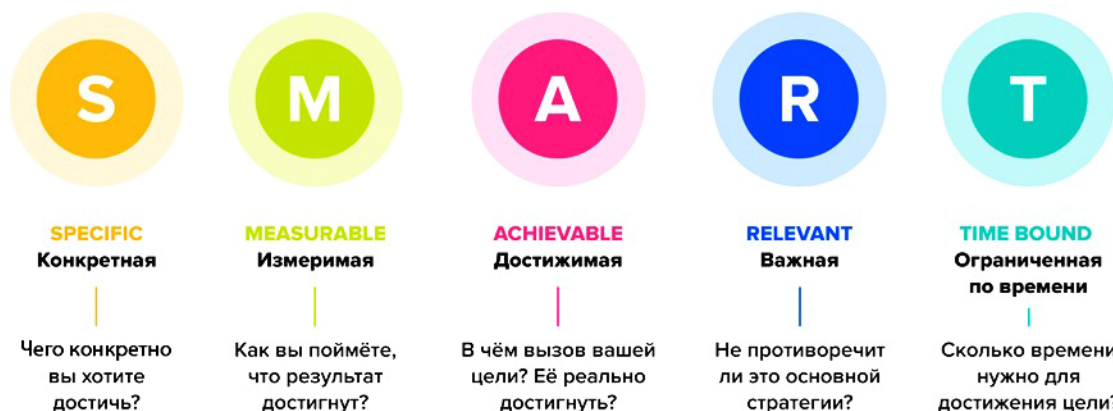 S M A R T
SPECIFIC
Конкретная
Чего конкретно
вы хотите
достичь?
MEASURABLE
Измеримая
Как вы поймёте,
что результат
достигнут?
ACHIEVABLE
Достижимая
В чём вызов вашей
цели? Её реально
достигнуть?
RELEVANT
Важная
Не противоречит
ли это основной
стратегии?
TIME BOUND
Ограниченная
по времени
Сколько времени
нужно для
достижения цели?